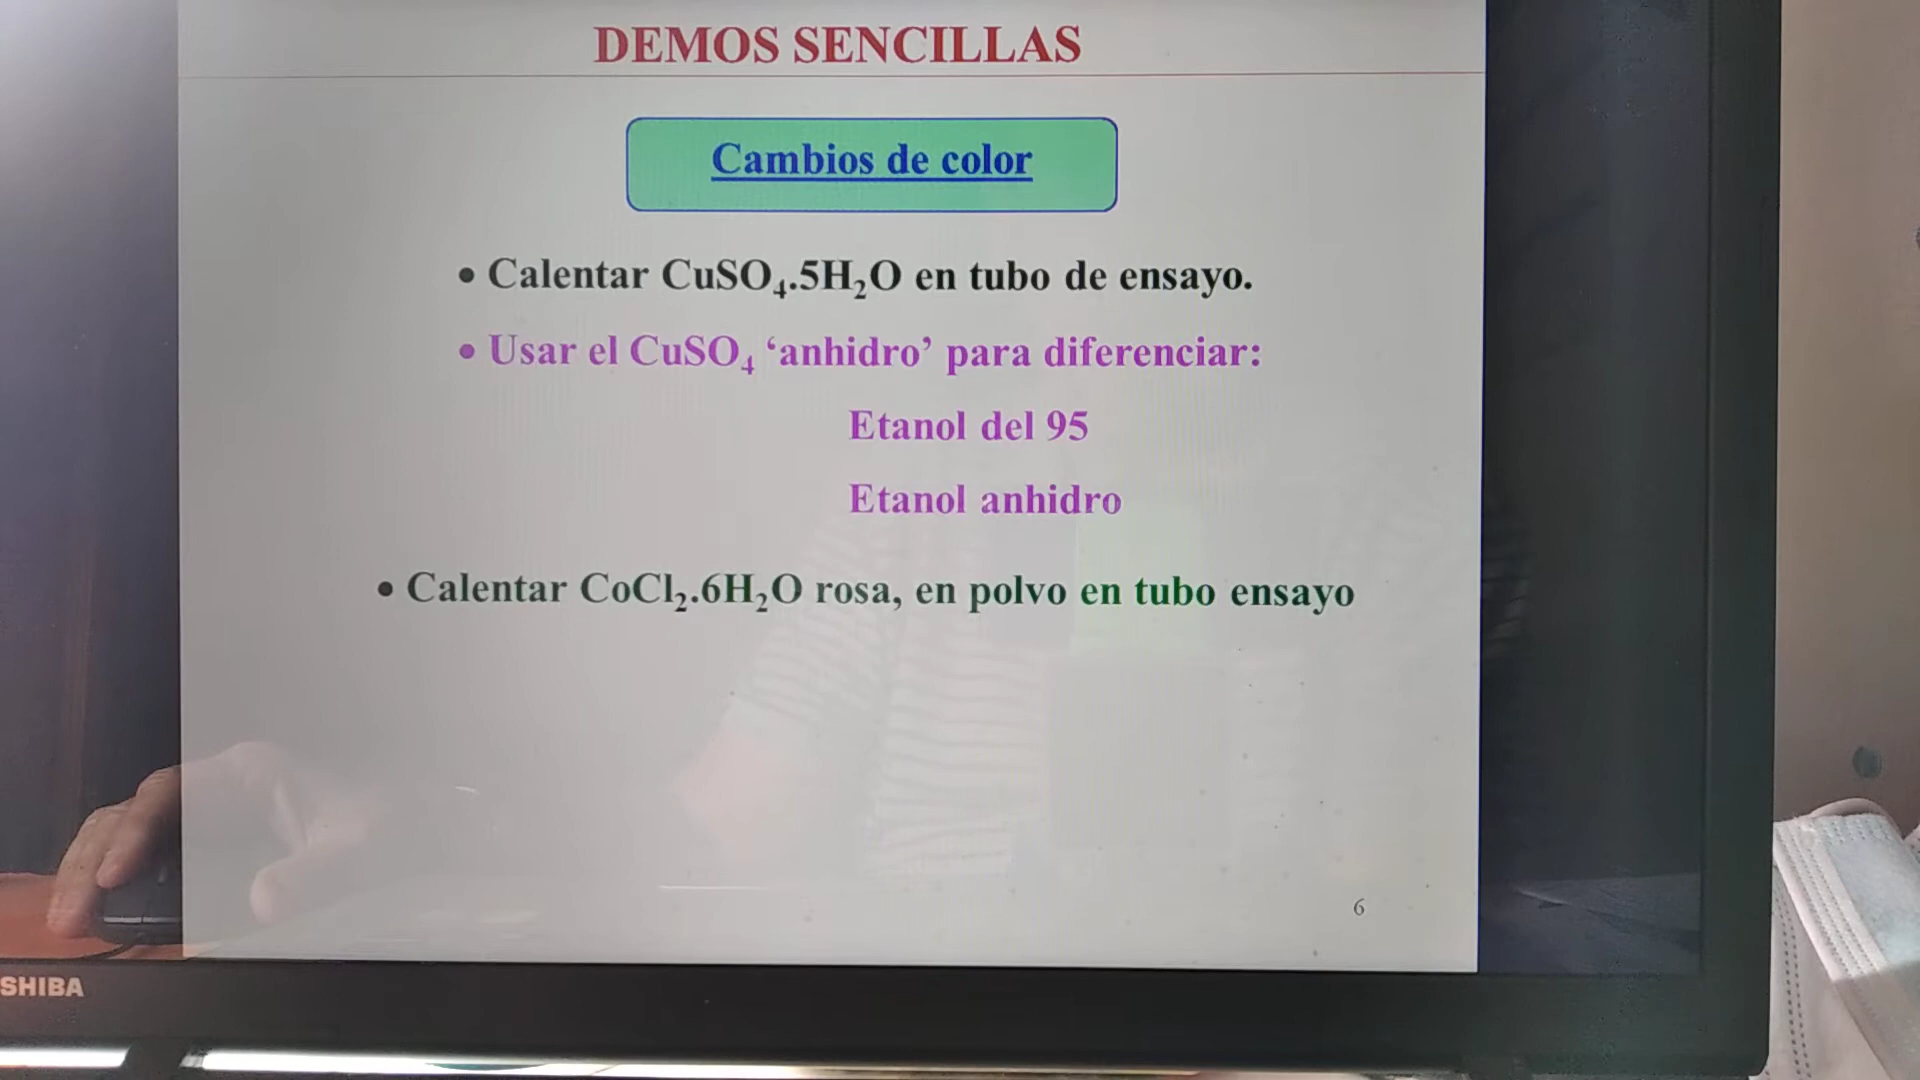 DEMOS SENCILLAS
Cambios de color
• Calentar CuSO₄.5H₂O en tubo de ensayo.
• Usar el CuSO₄ ‘anhidro’ para diferenciar:
Etanol del 95
Etanol anhidro
• Calentar CoCl₂.6H₂O rosa, en polvo en tubo ensayo
6
SHIBA